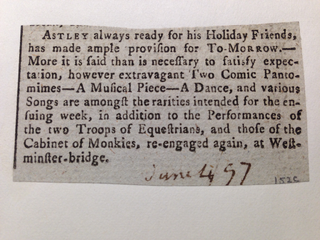 ASTLEY always ready for his Holiday Friends,
has made ample proviſion for TO-MORROW.—
More it is ſaid than is neceſſary to ſatisfy expec-
tation, however extravagant Two Comic Panto-
mimes—A Muſical Piece—A Dance, and various
Songs are amongſt the rarities intended for the en-
ſuing week, in addition to the Performances of
the two Troops of Equeſtrians, and thoſe of the
Cabinet of Monkies, re-engaged again, at Weſt-
minſter-bridge.
June 4 97